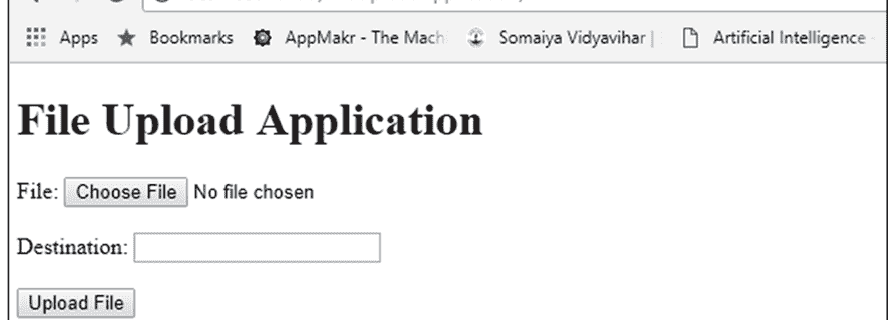 Apps Bookmarks AppMakr - The Mach Somaiya Vidyavihar | Artificial Intelligence -
File Upload Application
File: Choose File No file chosen
Destination:
Upload File